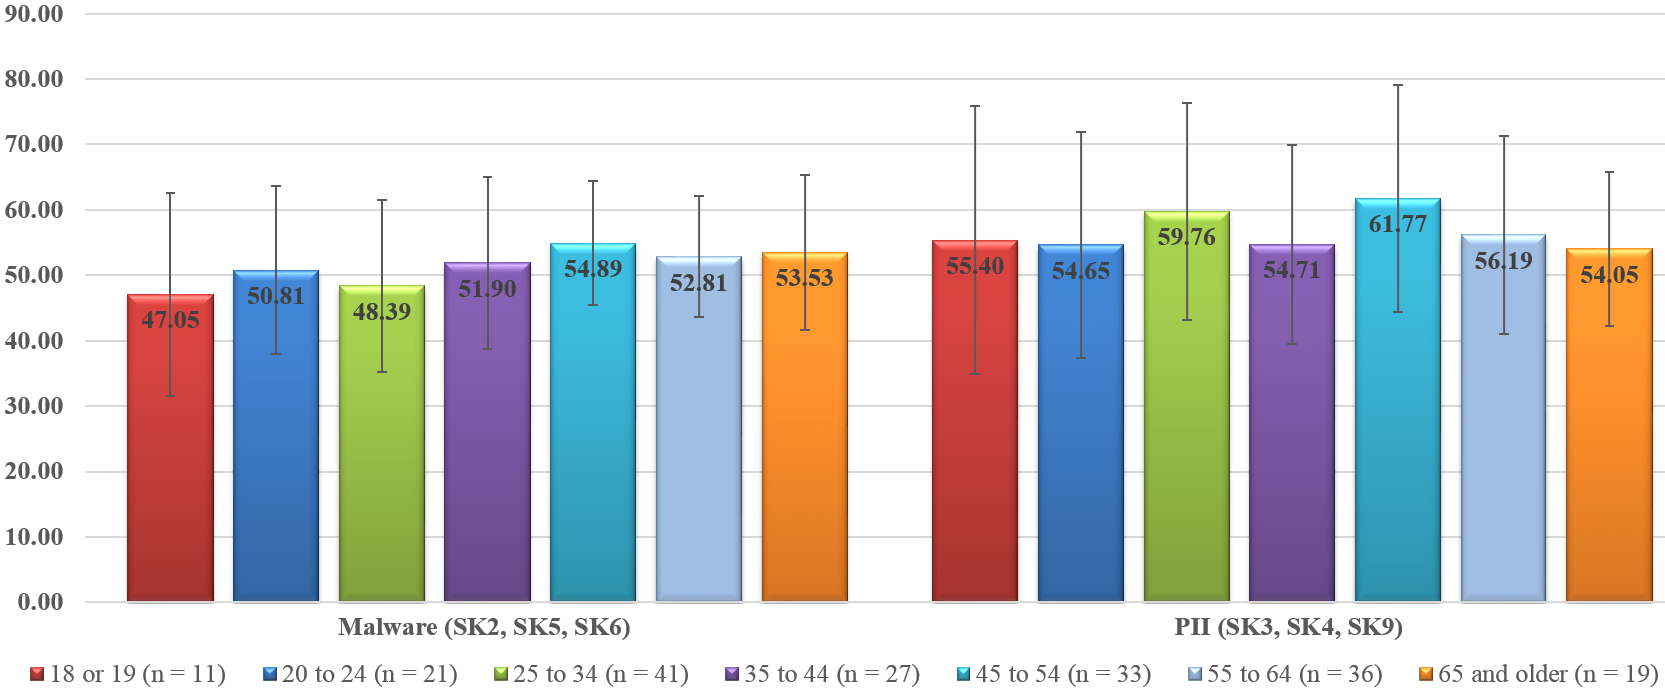 90.00
80.00
70.00
60.00
50.00
40.00
30.00
20.00
10.00
0.00
47.05
50.81
48.39
51.90
54.89
52.81
53.53
55.40
54.65
59.76
54.71
61.77
56.19
54.05
Malware (SK2, SK5, SK6)
PII (SK3, SK4, SK9)
18 or 19 (n = 11)
20 to 24 (n = 21)
25 to 34 (n = 41)
35 to 44 (n = 27)
45 to 54 (n = 33)
55 to 64 (n = 36)
65 and older (n = 19)